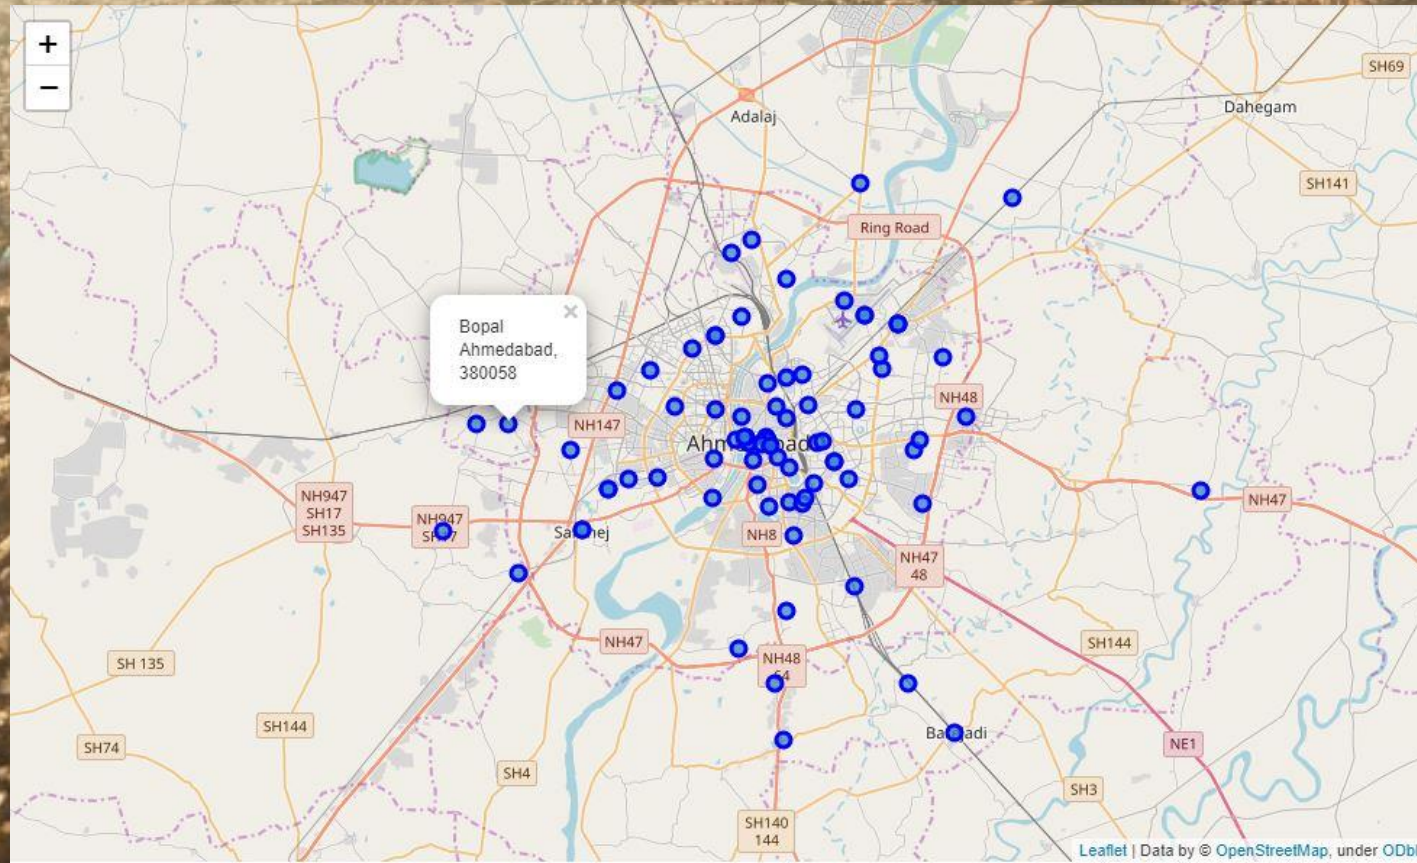 +
−
SH69
Dahegam
Adalaj
SH141
Ring Road
×
Bopal
Ahmedabad,
380058
NH48
NH147
NH947
SH17
SH135
NH947
NH47
NH8
NH47
48
NH47
SH144
SH 135
NH48
64
SH144
SH74
NE1
SH4
SH3
SH140
144
Leaflet | Data by © OpenStreetMap, under ODbL